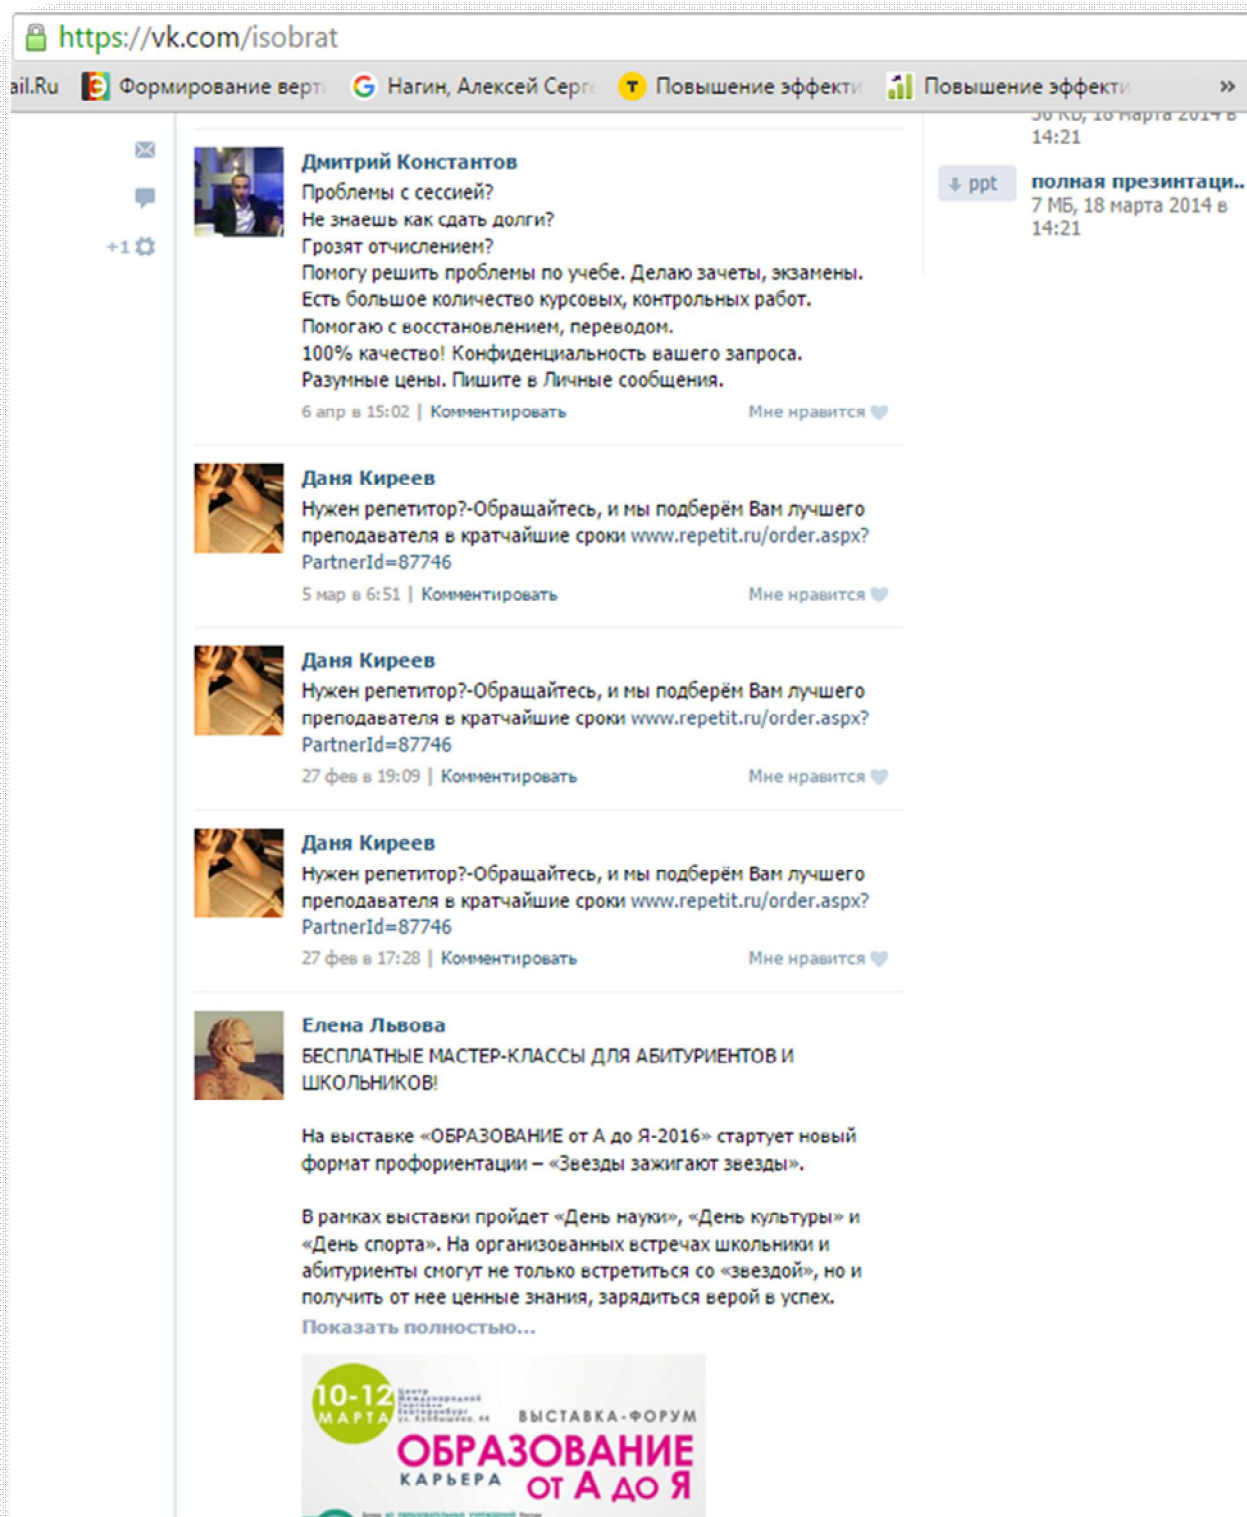 https://vk.com/isobrat
ail.Ru Формирование верт Нагин, Алексей Серге Повышение эффекти Повышение эффекти »
14:21
ppt полная презинтаци..
7 МБ, 18 марта 2014 в
14:21
+1
Дмитрий Константов
Проблемы с сессией?
Не знаешь как сдать долги?
Грозят отчислением?
Помогу решить проблемы по учебе. Делаю зачеты, экзамены.
Есть большое количество курсовых, контрольных работ.
Помогаю с восстановлением, переводом.
100% качество! Конфиденциальность вашего запроса.
Разумные цены. Пишите в Личные сообщения.
6 апр в 15:02 | Комментировать Мне нравится
Даня Киреев
Нужен репетитор?-Обращайтесь, и мы подберём Вам лучшего
преподавателя в кратчайшие сроки www.repetit.ru/order.aspx?
PartnerId=87746
5 мар в 6:51 | Комментировать Мне нравится
Даня Киреев
Нужен репетитор?-Обращайтесь, и мы подберём Вам лучшего
преподавателя в кратчайшие сроки www.repetit.ru/order.aspx?
PartnerId=87746
27 фев в 19:09 | Комментировать Мне нравится
Даня Киреев
Нужен репетитор?-Обращайтесь, и мы подберём Вам лучшего
преподавателя в кратчайшие сроки www.repetit.ru/order.aspx?
PartnerId=87746
27 фев в 17:28 | Комментировать Мне нравится
Елена Львова
БЕСПЛАТНЫЕ МАСТЕР-КЛАССЫ ДЛЯ АБИТУРИЕНТОВ И
ШКОЛЬНИКОВ!
На выставке «ОБРАЗОВАНИЕ от А до Я-2016» стартует новый
формат профориентации – «Звезды зажигают звезды».
В рамках выставки пройдет «День науки», «День культуры» и
«День спорта». На организованных встречах школьники и
абитуриенты смогут не только встретиться со «звездой», но и
получить от нее ценные знания, зарядиться верой в успех.
Показать полностью...
10-12
МАРТА
Центр
Международной
Торговли
Екатеринбург
ул. Куйбышева, 44
ВЫСТАВКА-ФОРУМ
ОБРАЗОВАНИЕ
КАРЬЕРА ОТ А ДО Я